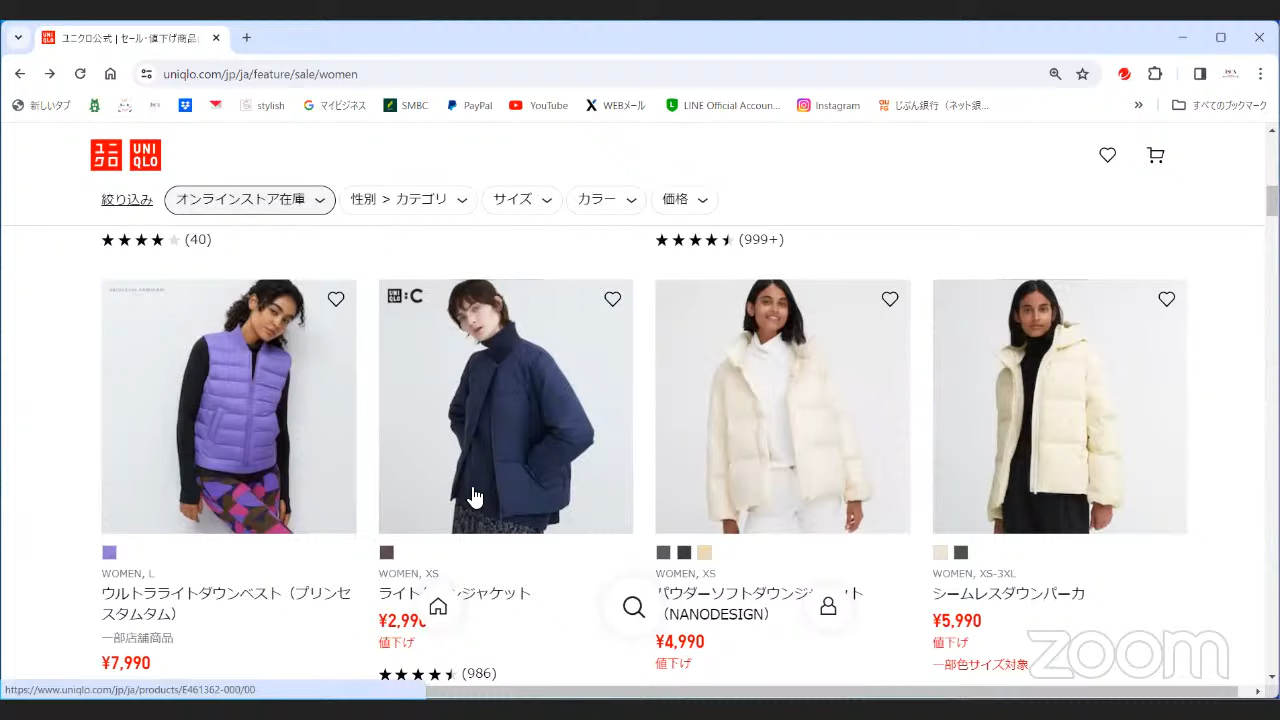 ユニクロ公式 | セール・値下げ商品
uniqlo.com/jp/ja/feature/sale/women
新しいタブ
stylish
マイビジネス
SMBC
PayPal
YouTube
WEBメール
LINE Official Accoun...
Instagram
じぶん銀行（ネット銀...
»
すべてのブックマーク
ユニクロ UNIQLO
絞り込み オンラインストア在庫 性別 > カテゴリ サイズ カラー 価格
(40) (999+)
UNIQLO : C
WOMEN, L
ウルトラライトダウンベスト（プリンセ
スタムタム）
一部店舗商品
¥7,990
WOMEN, XS
¥2,990
値下げ
(986)
WOMEN, XS
パウダーソフトダウンジ
（NANODESIGN）
¥4,990
値下げ
WOMEN, XS-3XL
シームレスダウンパーカ
¥5,990
値下げ
一部色サイズ対象
zoom
https://www.uniqlo.com/jp/ja/products/E461362-000/00